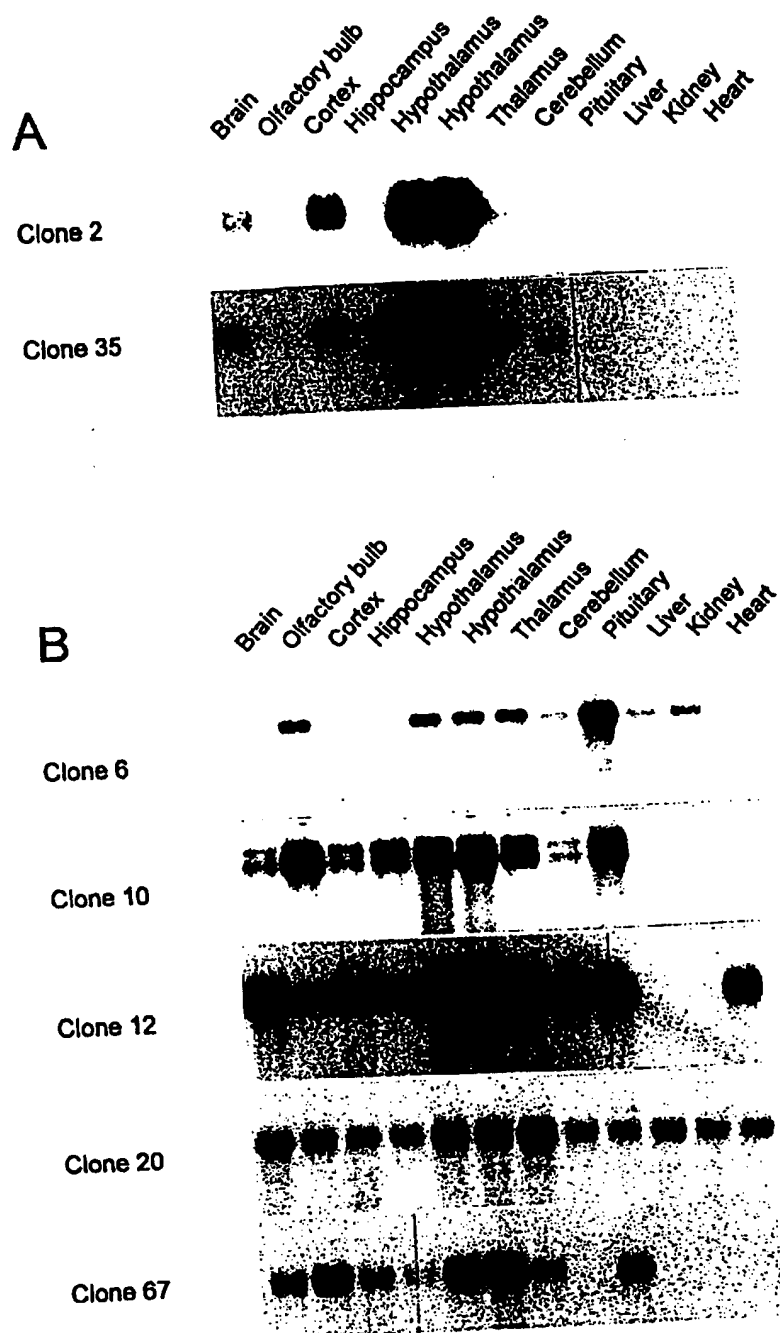 A
Brain
Olfactory bulb
Cortex
Hippocampus
Hypothalamus
Hypothalamus
Thalamus
Cerebellum
Pituitary
Liver
Kidney
Heart
Clone 2
Clone 35
B
Brain
Olfactory bulb
Cortex
Hippocampus
Hypothalamus
Hypothalamus
Thalamus
Cerebellum
Pituitary
Liver
Kidney
Heart
Clone 6
Clone 10
Clone 12
Clone 20
Clone 67